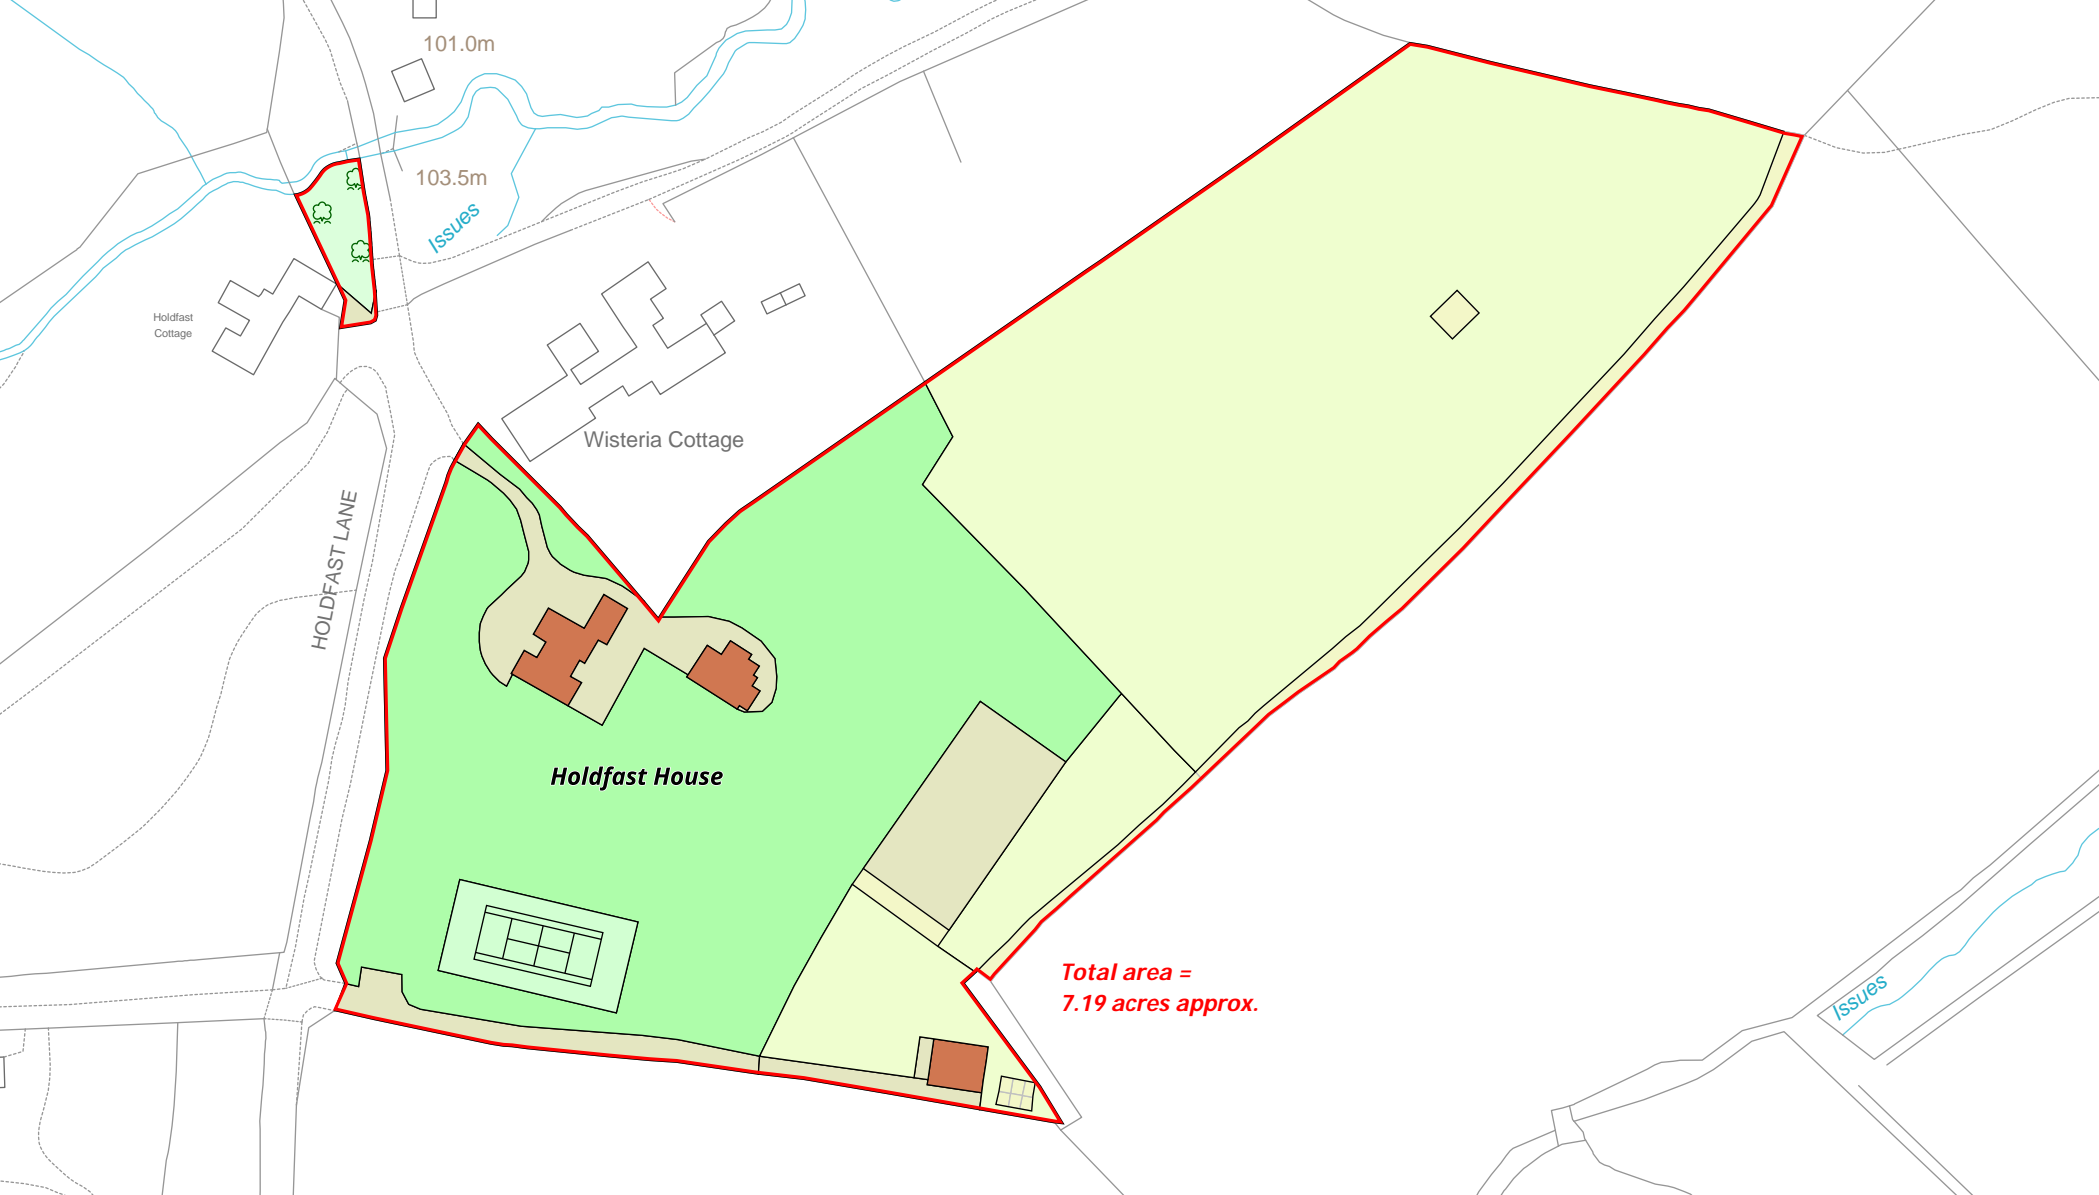 101.0m
103.5m
Issues
Holdfast
Cottage
Wisteria Cottage
HOLDFAST LANE
Holdfast House
Total area =
7.19 acres approx.
Issues